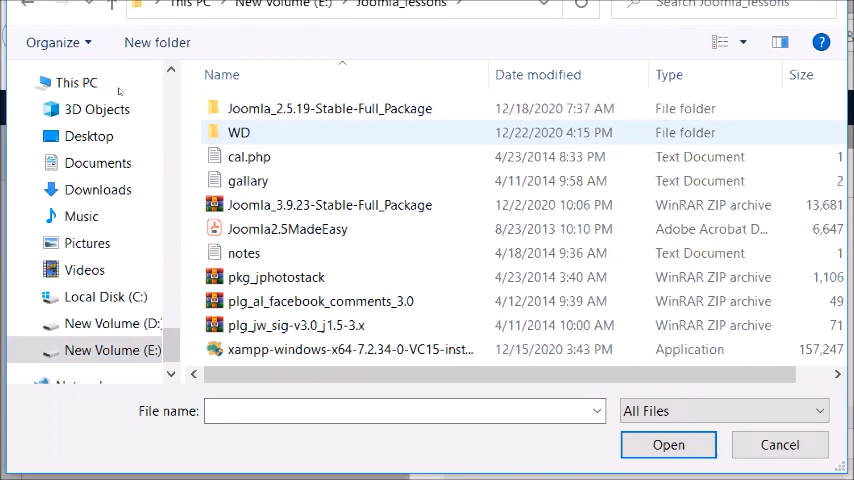 This PC
New Volume (E:)
Joomla_lessons
Search Joomla_lessons
Organize
New folder
Name
Date modified
Type
Size
This PC
3D Objects
Desktop
Documents
Downloads
Music
Pictures
Videos
Local Disk (C:)
New Volume (D:
New Volume (E:)
Joomla_2.5.19-Stable-Full_Package 12/18/2020 7:37 AM File folder
WD 12/22/2020 4:15 PM File folder
cal.php 4/23/2014 8:33 PM Text Document 1
gallary 4/11/2014 9:58 AM Text Document 2
Joomla_3.9.23-Stable-Full_Package 12/2/2020 10:06 PM WinRAR ZIP archive 13,681
Joomla2.5MadeEasy 8/23/2013 10:10 PM Adobe Acrobat D... 6,647
notes 4/18/2014 9:36 AM Text Document 1
pkg_jphotostack 4/23/2014 3:40 AM WinRAR ZIP archive 1,106
plg_al_facebook_comments_3.0 4/12/2014 9:39 AM WinRAR ZIP archive 49
plg_jw_sig-v3.0_j1.5-3.x 4/11/2014 10:00 AM WinRAR ZIP archive 71
xampp-windows-x64-7.2.34-0-VC15-inst... 12/15/2020 3:43 PM Application 157,247
File name:
All Files
Open
Cancel